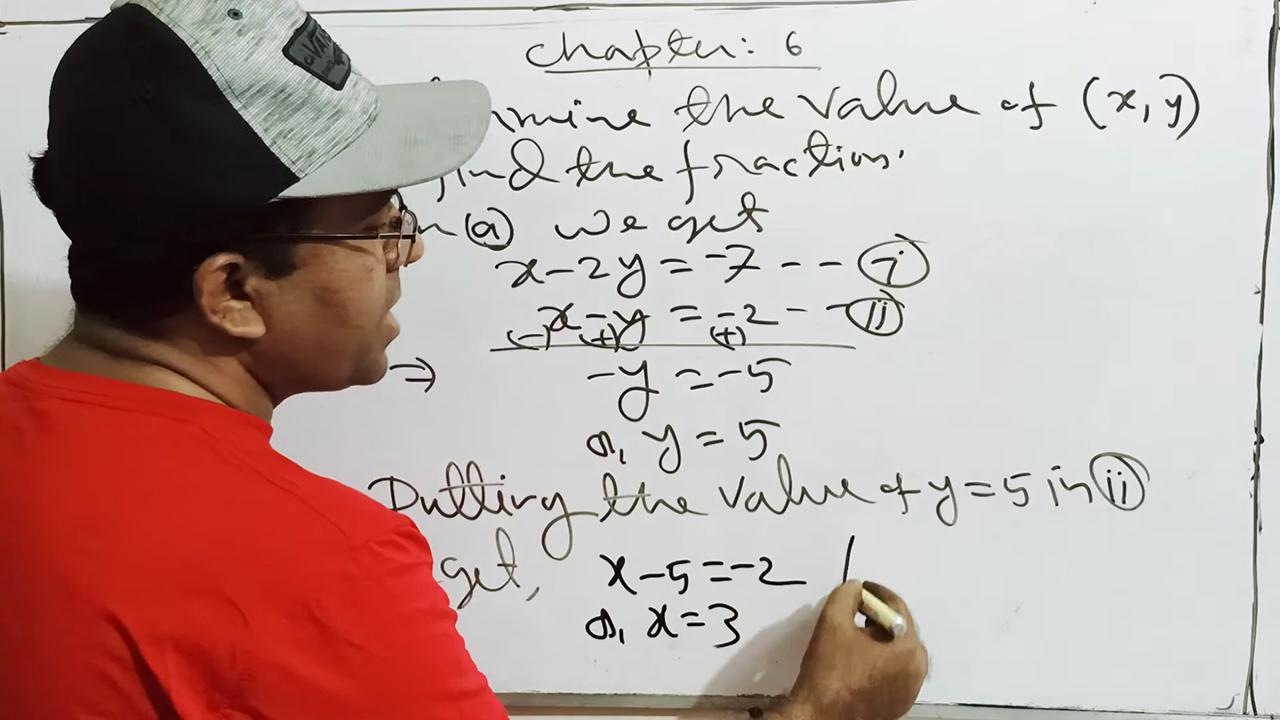 chapter: 6
the value of (x, y)
find the fraction.
(a) we get
x - 2y = -7 - - (i)
x - y = -2 - - (ii)
(-) (+) (+)
⇒ -y = -5
or, y = 5
Putting the value of y = 5 in (ii)
get, x - 5 = -2
or, x = 3